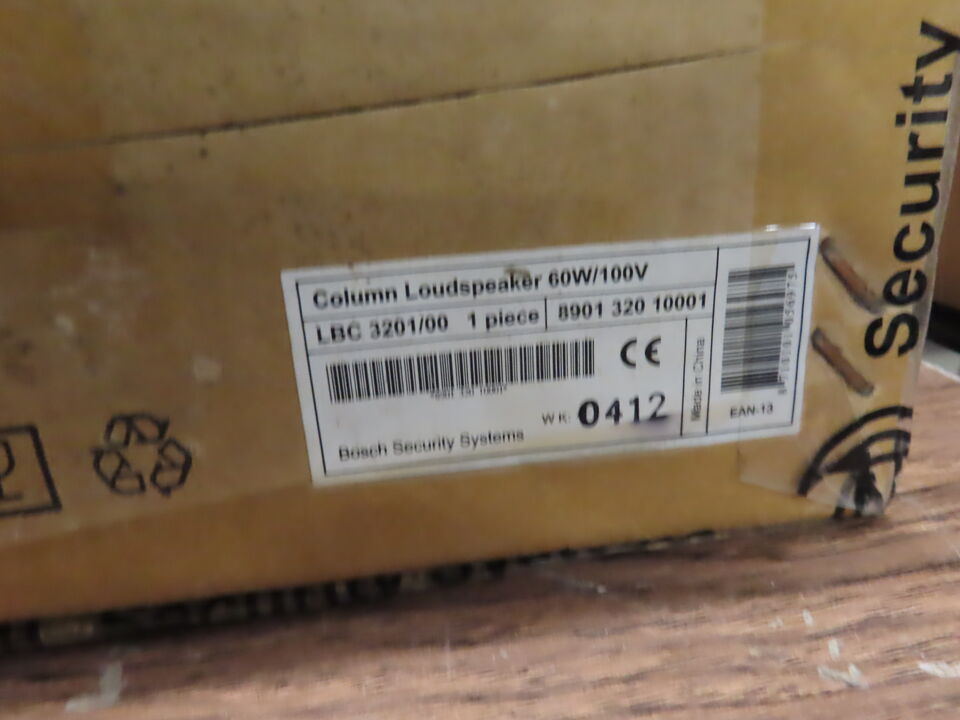 Column Loudspeaker 60W/100V
LBC 3201/00 1 piece
8901 320 10001
CE
WK: 0412
Bosch Security Systems
Made in China
EAN-13
Security